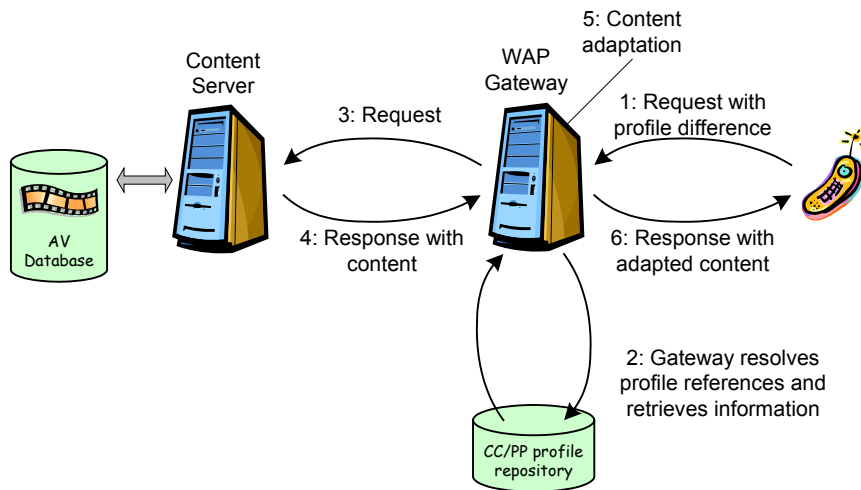 5: Content
adaptation
Content
Server
WAP
Gateway
3: Request
1: Request with
profile difference
AV
Database
4: Response with
content
6: Response with
adapted content
2: Gateway resolves
profile references and
retrieves information
CC/PP profile
repository